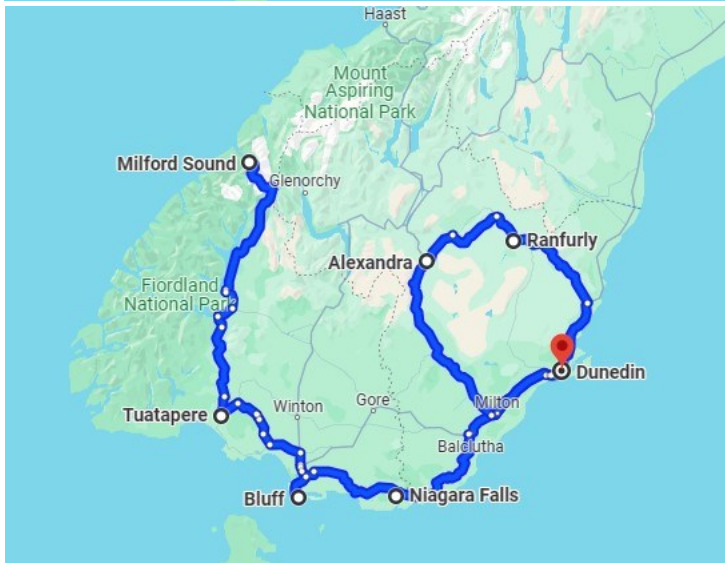 Haast
Mount
Aspiring
National Park
Milford Sound
Glenorchy
Ranfurly
Alexandra
Fiordland
National Park
Dunedin
Tuatapere
Winton
Gore
Milton
Balclutha
Bluff
Niagara Falls